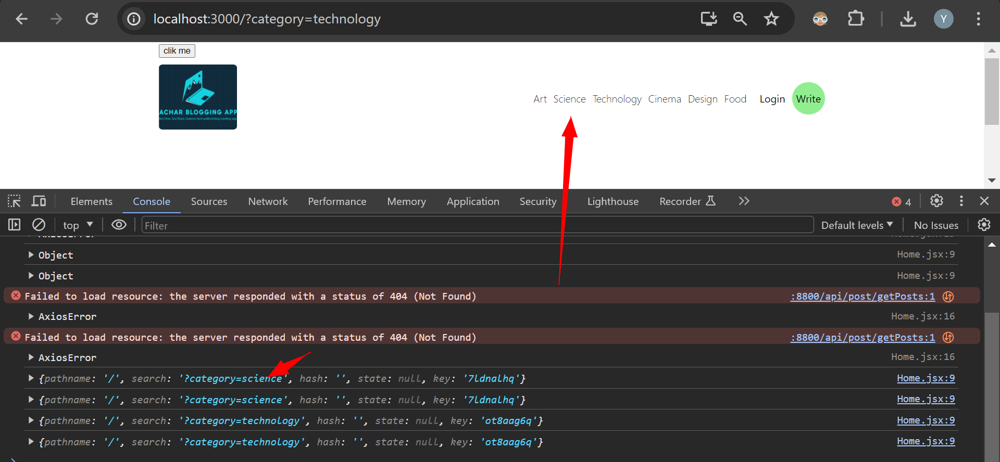 localhost:3000/?category=technology
Y
clik me
ACHAR BLOGGING APP
Art Science Technology Cinema Design Food Login Write
Elements Console Sources Network Performance Memory Application Security Lighthouse Recorder 4
top Filter Default levels No Issues
Object Home.jsx:9
Object Home.jsx:9
Failed to load resource: the server responded with a status of 404 (Not Found) :8800/api/post/getPosts:1
AxiosError Home.jsx:16
Failed to load resource: the server responded with a status of 404 (Not Found) :8800/api/post/getPosts:1
AxiosError Home.jsx:16
{pathname: '/', search: '?category=science', hash: '', state: null, key: '7ldnalhq'} Home.jsx:9
{pathname: '/', search: '?category=science', hash: '', state: null, key: '7ldnalhq'} Home.jsx:9
{pathname: '/', search: '?category=technology', hash: '', state: null, key: 'ot8aag6q'} Home.jsx:9
{pathname: '/', search: '?category=technology', hash: '', state: null, key: 'ot8aag6q'} Home.jsx:9